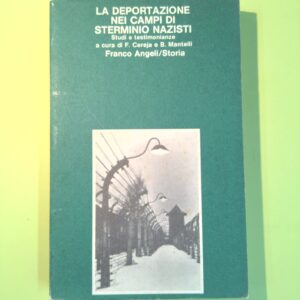 LA DEPORTAZIONE
NEI CAMPI DI
STERMINIO NAZISTI
Studi e testimonianze
a cura di F. Cereja e B. Mantelli
Franco Angeli/Storia